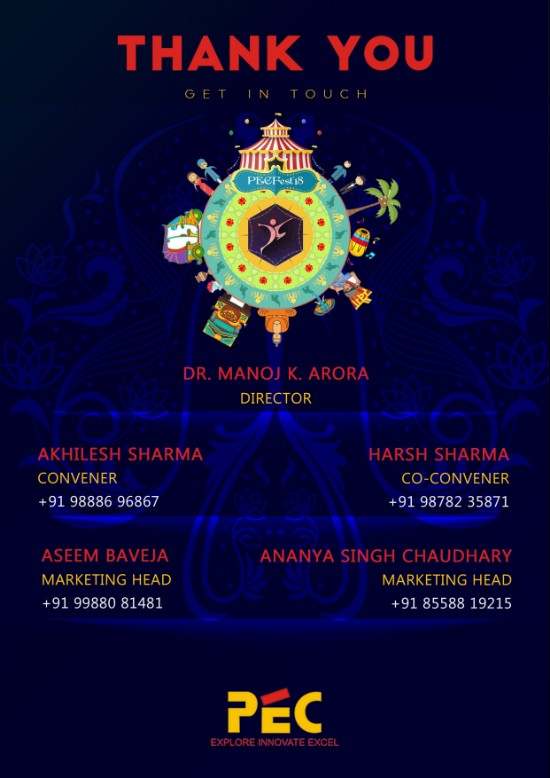 THANK YOU
GET IN TOUCH
PECFest'18
DR. MANOJ K. ARORA
DIRECTOR
AKHILESH SHARMA
CONVENER
+91 98886 96867
HARSH SHARMA
CO-CONVENER
+91 98782 35871
ASEEM BAVEJA
MARKETING HEAD
+91 99880 81481
ANANYA SINGH CHAUDHARY
MARKETING HEAD
+91 85588 19215
PEC
EXPLORE INNOVATE EXCEL